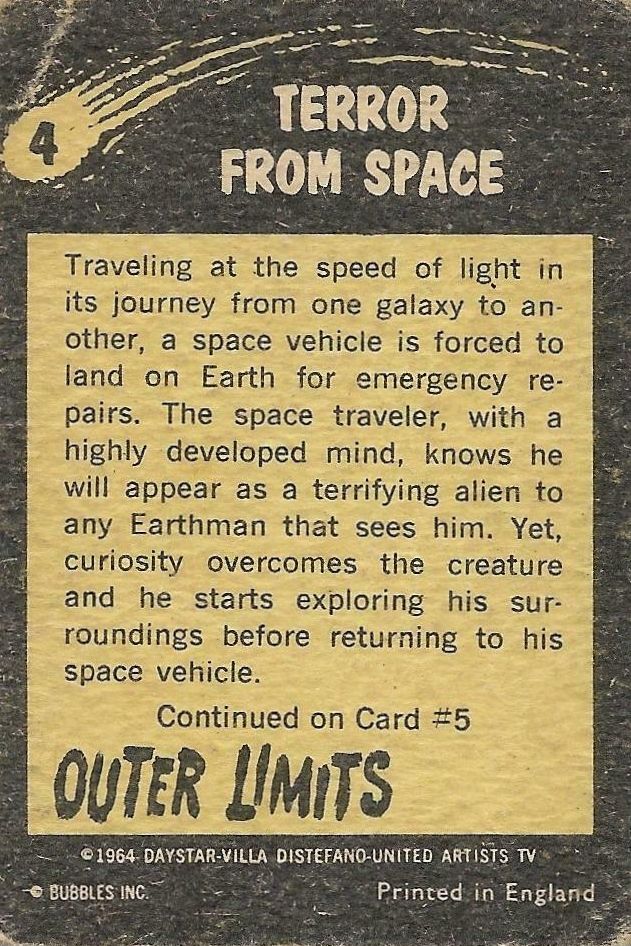 4
TERROR
FROM SPACE
Traveling at the speed of light in
its journey from one galaxy to an-
other, a space vehicle is forced to
land on Earth for emergency re-
pairs. The space traveler, with a
highly developed mind, knows he
will appear as a terrifying alien to
any Earthman that sees him. Yet,
curiosity overcomes the creature
and he starts exploring his sur-
roundings before returning to his
space vehicle.
Continued on Card #5
OUTER LIMITS
©1964 DAYSTAR-VILLA DISTEFANO-UNITED ARTISTS TV
© BUBBLES INC. Printed in England